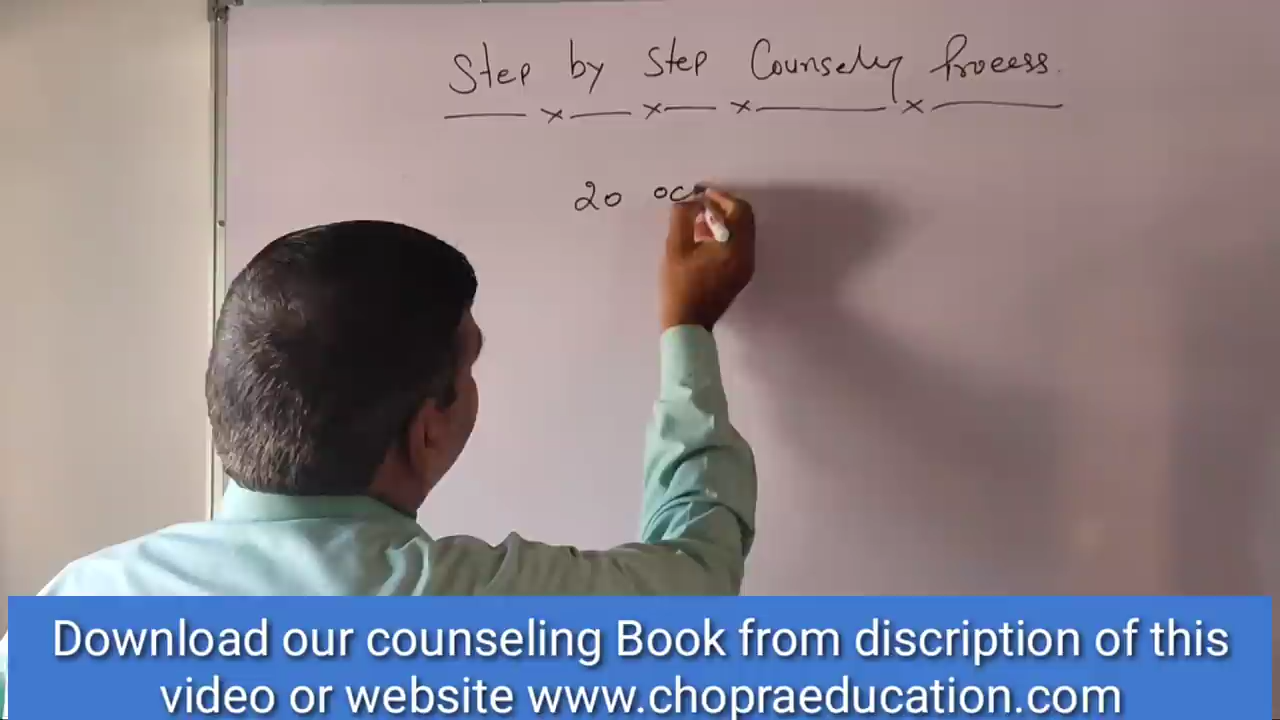 Step by Step Counseling Process.
20 oc
Download our counseling Book from discription of this
video or website www.chopraeducation.com